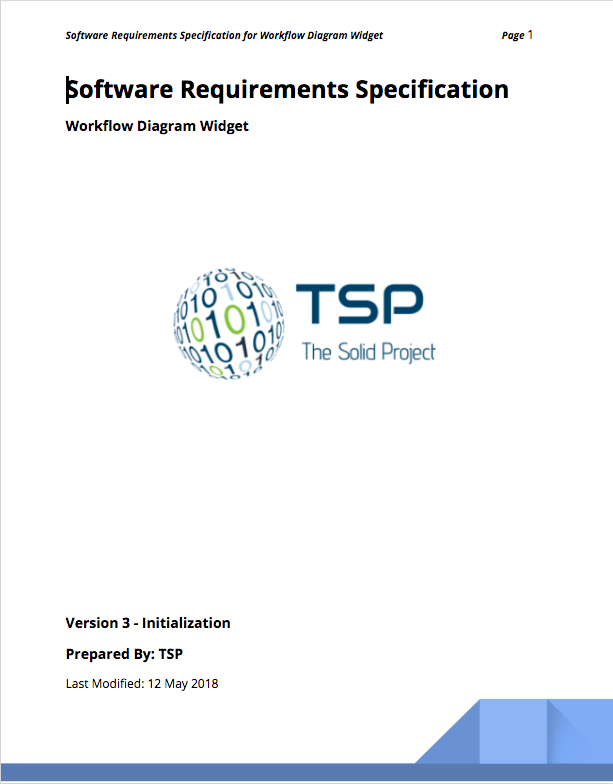 Software Requirements Specification for Workflow Diagram Widget Page 1
Software Requirements Specification
Workflow Diagram Widget
TSP
The Solid Project
Version 3 - Initialization
Prepared By: TSP
Last Modified: 12 May 2018